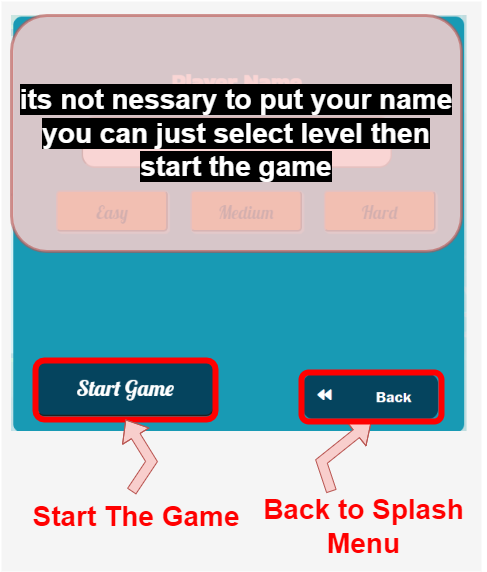 Player Name
its not nessary to put your name
you can just select level then
start the game
Easy Medium Hard
Start Game
Back
Start The Game
Back to Splash
Menu